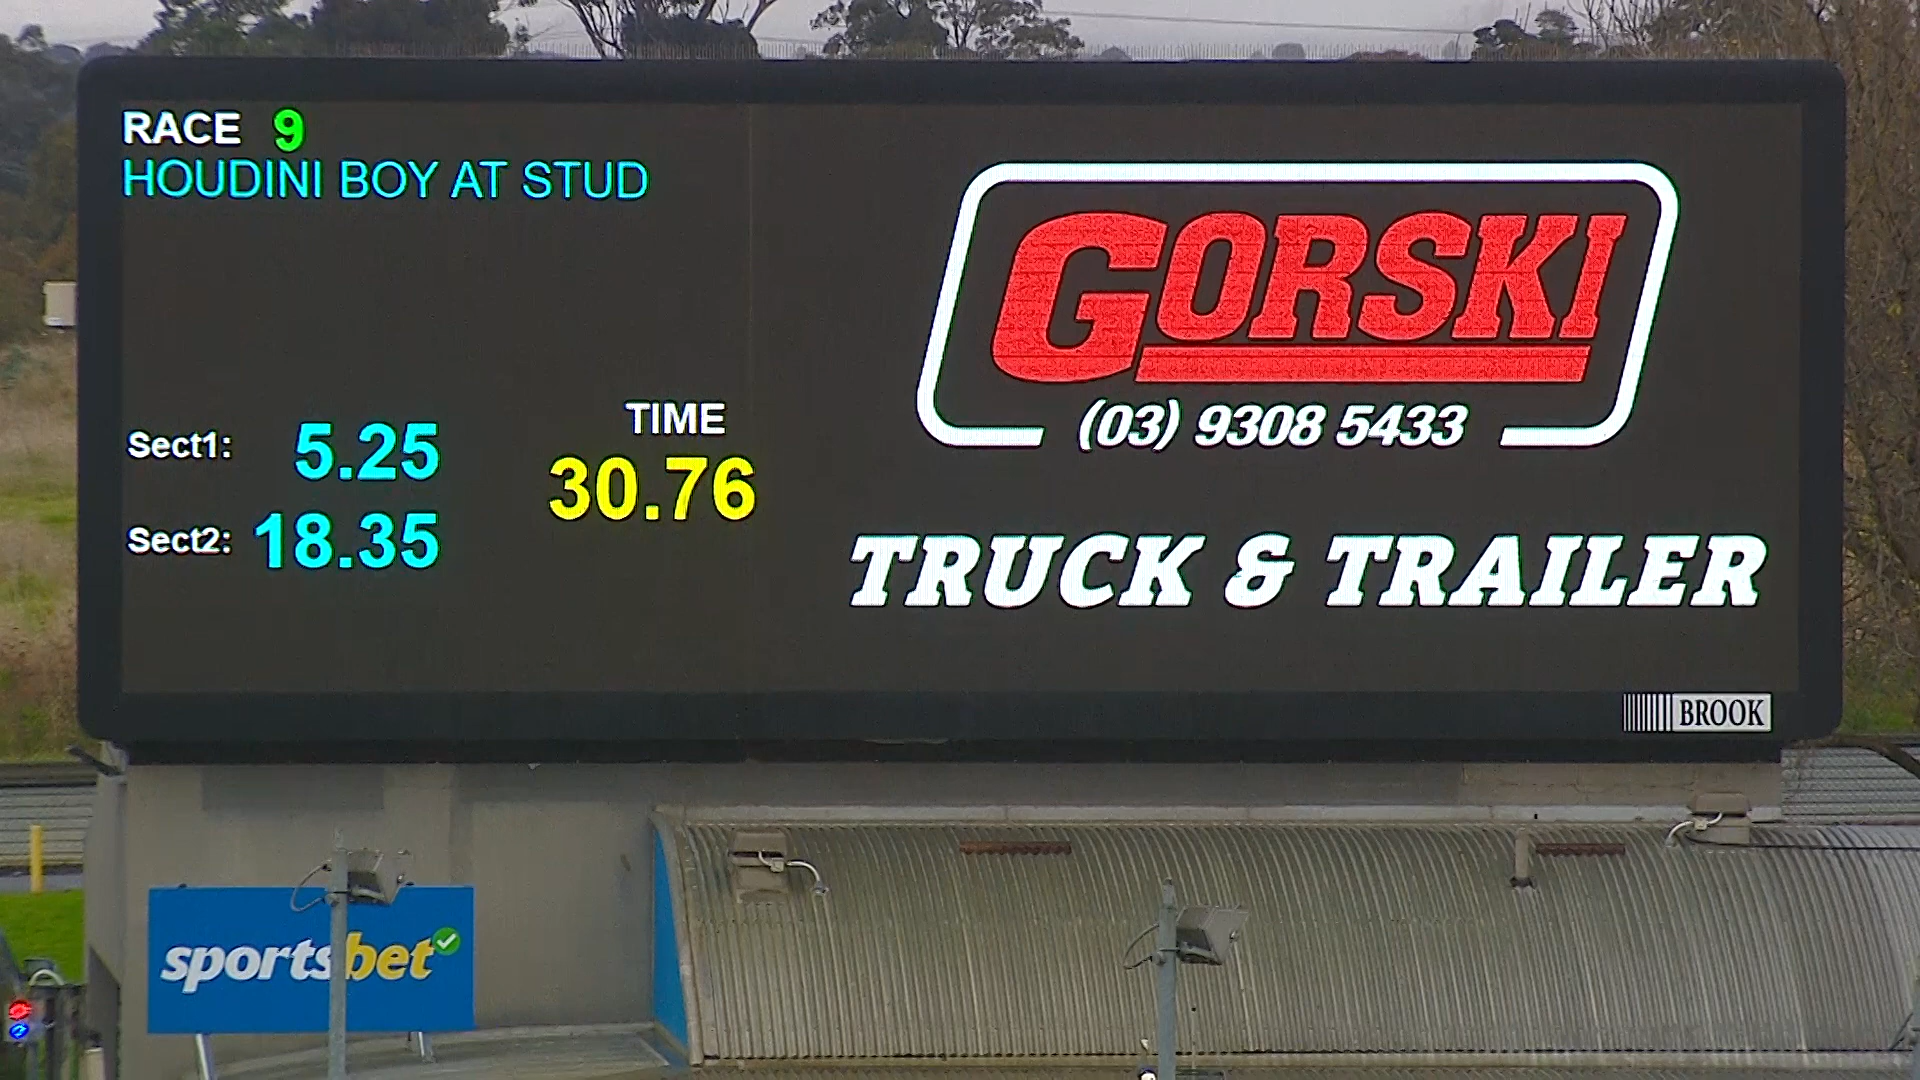 RACE 9
HOUDINI BOY AT STUD
Sect1: 5.25
Sect2: 18.35
TIME
30.76
GORSKI
(03) 9308 5433
TRUCK & TRAILER
BROOK
sportsbet